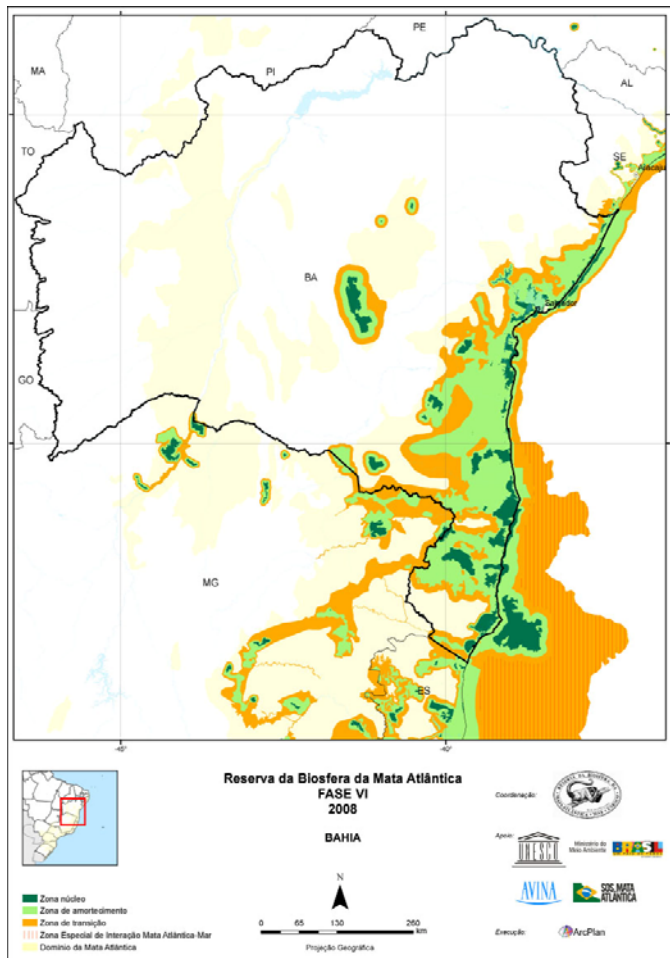 PE
MA
PI
AL
TO
SE
Aracaju
BA
Salvador
GO
MG
ES
-45°
Reserva da Biosfera da Mata Atlântica
FASE VI
2008
BAHIA
N
0 65 130 260
km
Projeção Geográfica
Zona núcleo
Zona de amortecimento
Zona de transição
Zona Especial de Interação Mata Atlântica-Mar
Domínio da Mata Atlântica
Coordenação:
Apoio:
UNESCO
Ministério do
Meio Ambiente
BRASIL
AVINA
SOS MATA
ATLÂNTICA
Execução:
ArcPlan